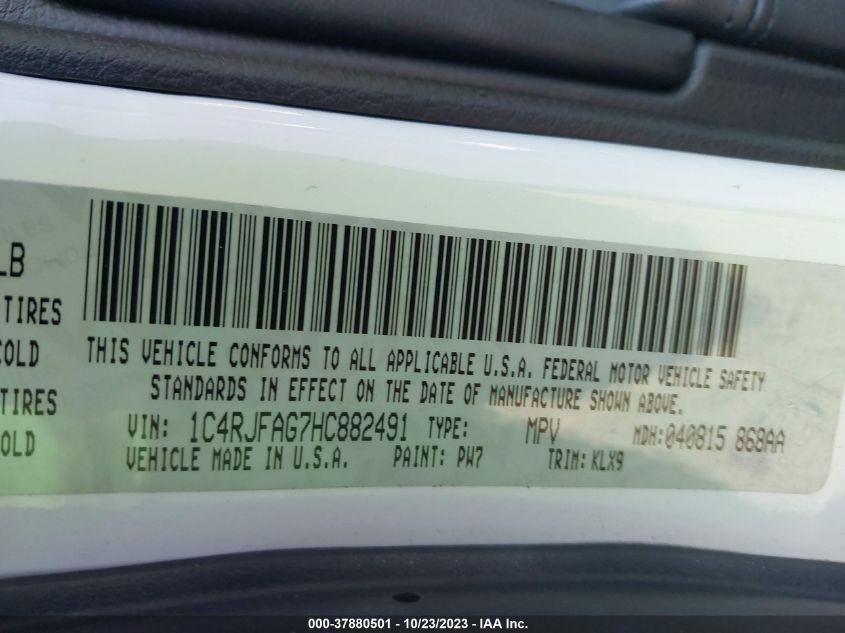 LB
TIRES
COLD
TIRES
OLD
THIS VEHICLE CONFORMS TO ALL APPLICABLE U.S.A. FEDERAL MOTOR VEHICLE SAFETY
STANDARDS IN EFFECT ON THE DATE OF MANUFACTURE SHOWN ABOVE.
VIN: 1C4RJFAG7HC882491 TYPE: MPV MDH:040815 868AA
VEHICLE MADE IN U.S.A. PAINT: PW7 TRIM: KLX9
000-37880501 - 10/23/2023 - IAA Inc.